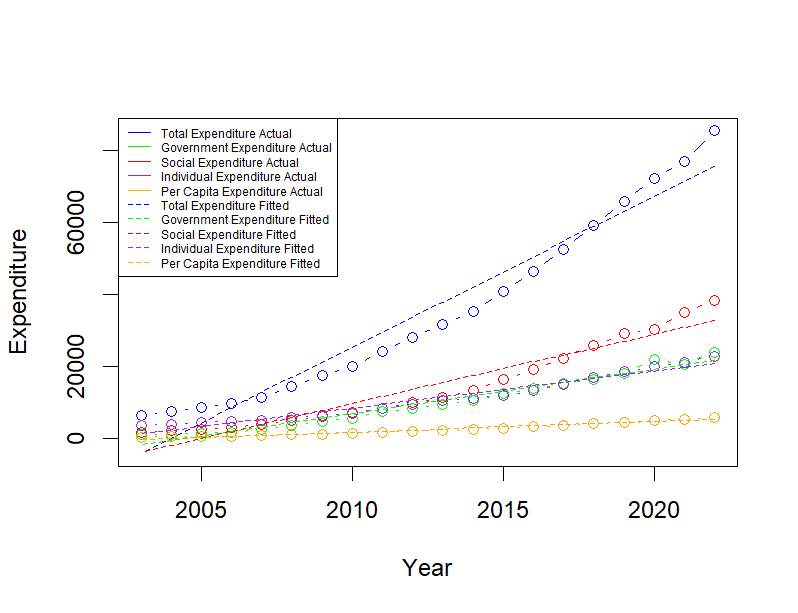 Total Expenditure Actual
Government Expenditure Actual
Social Expenditure Actual
Individual Expenditure Actual
Per Capita Expenditure Actual
Total Expenditure Fitted
Government Expenditure Fitted
Social Expenditure Fitted
Individual Expenditure Fitted
Per Capita Expenditure Fitted
Expenditure
60000
20000
0
2005 2010 2015 2020
Year